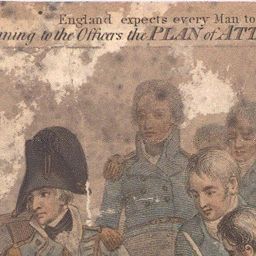 England expects every Man to
ning to the Officers the PLAN of ATT